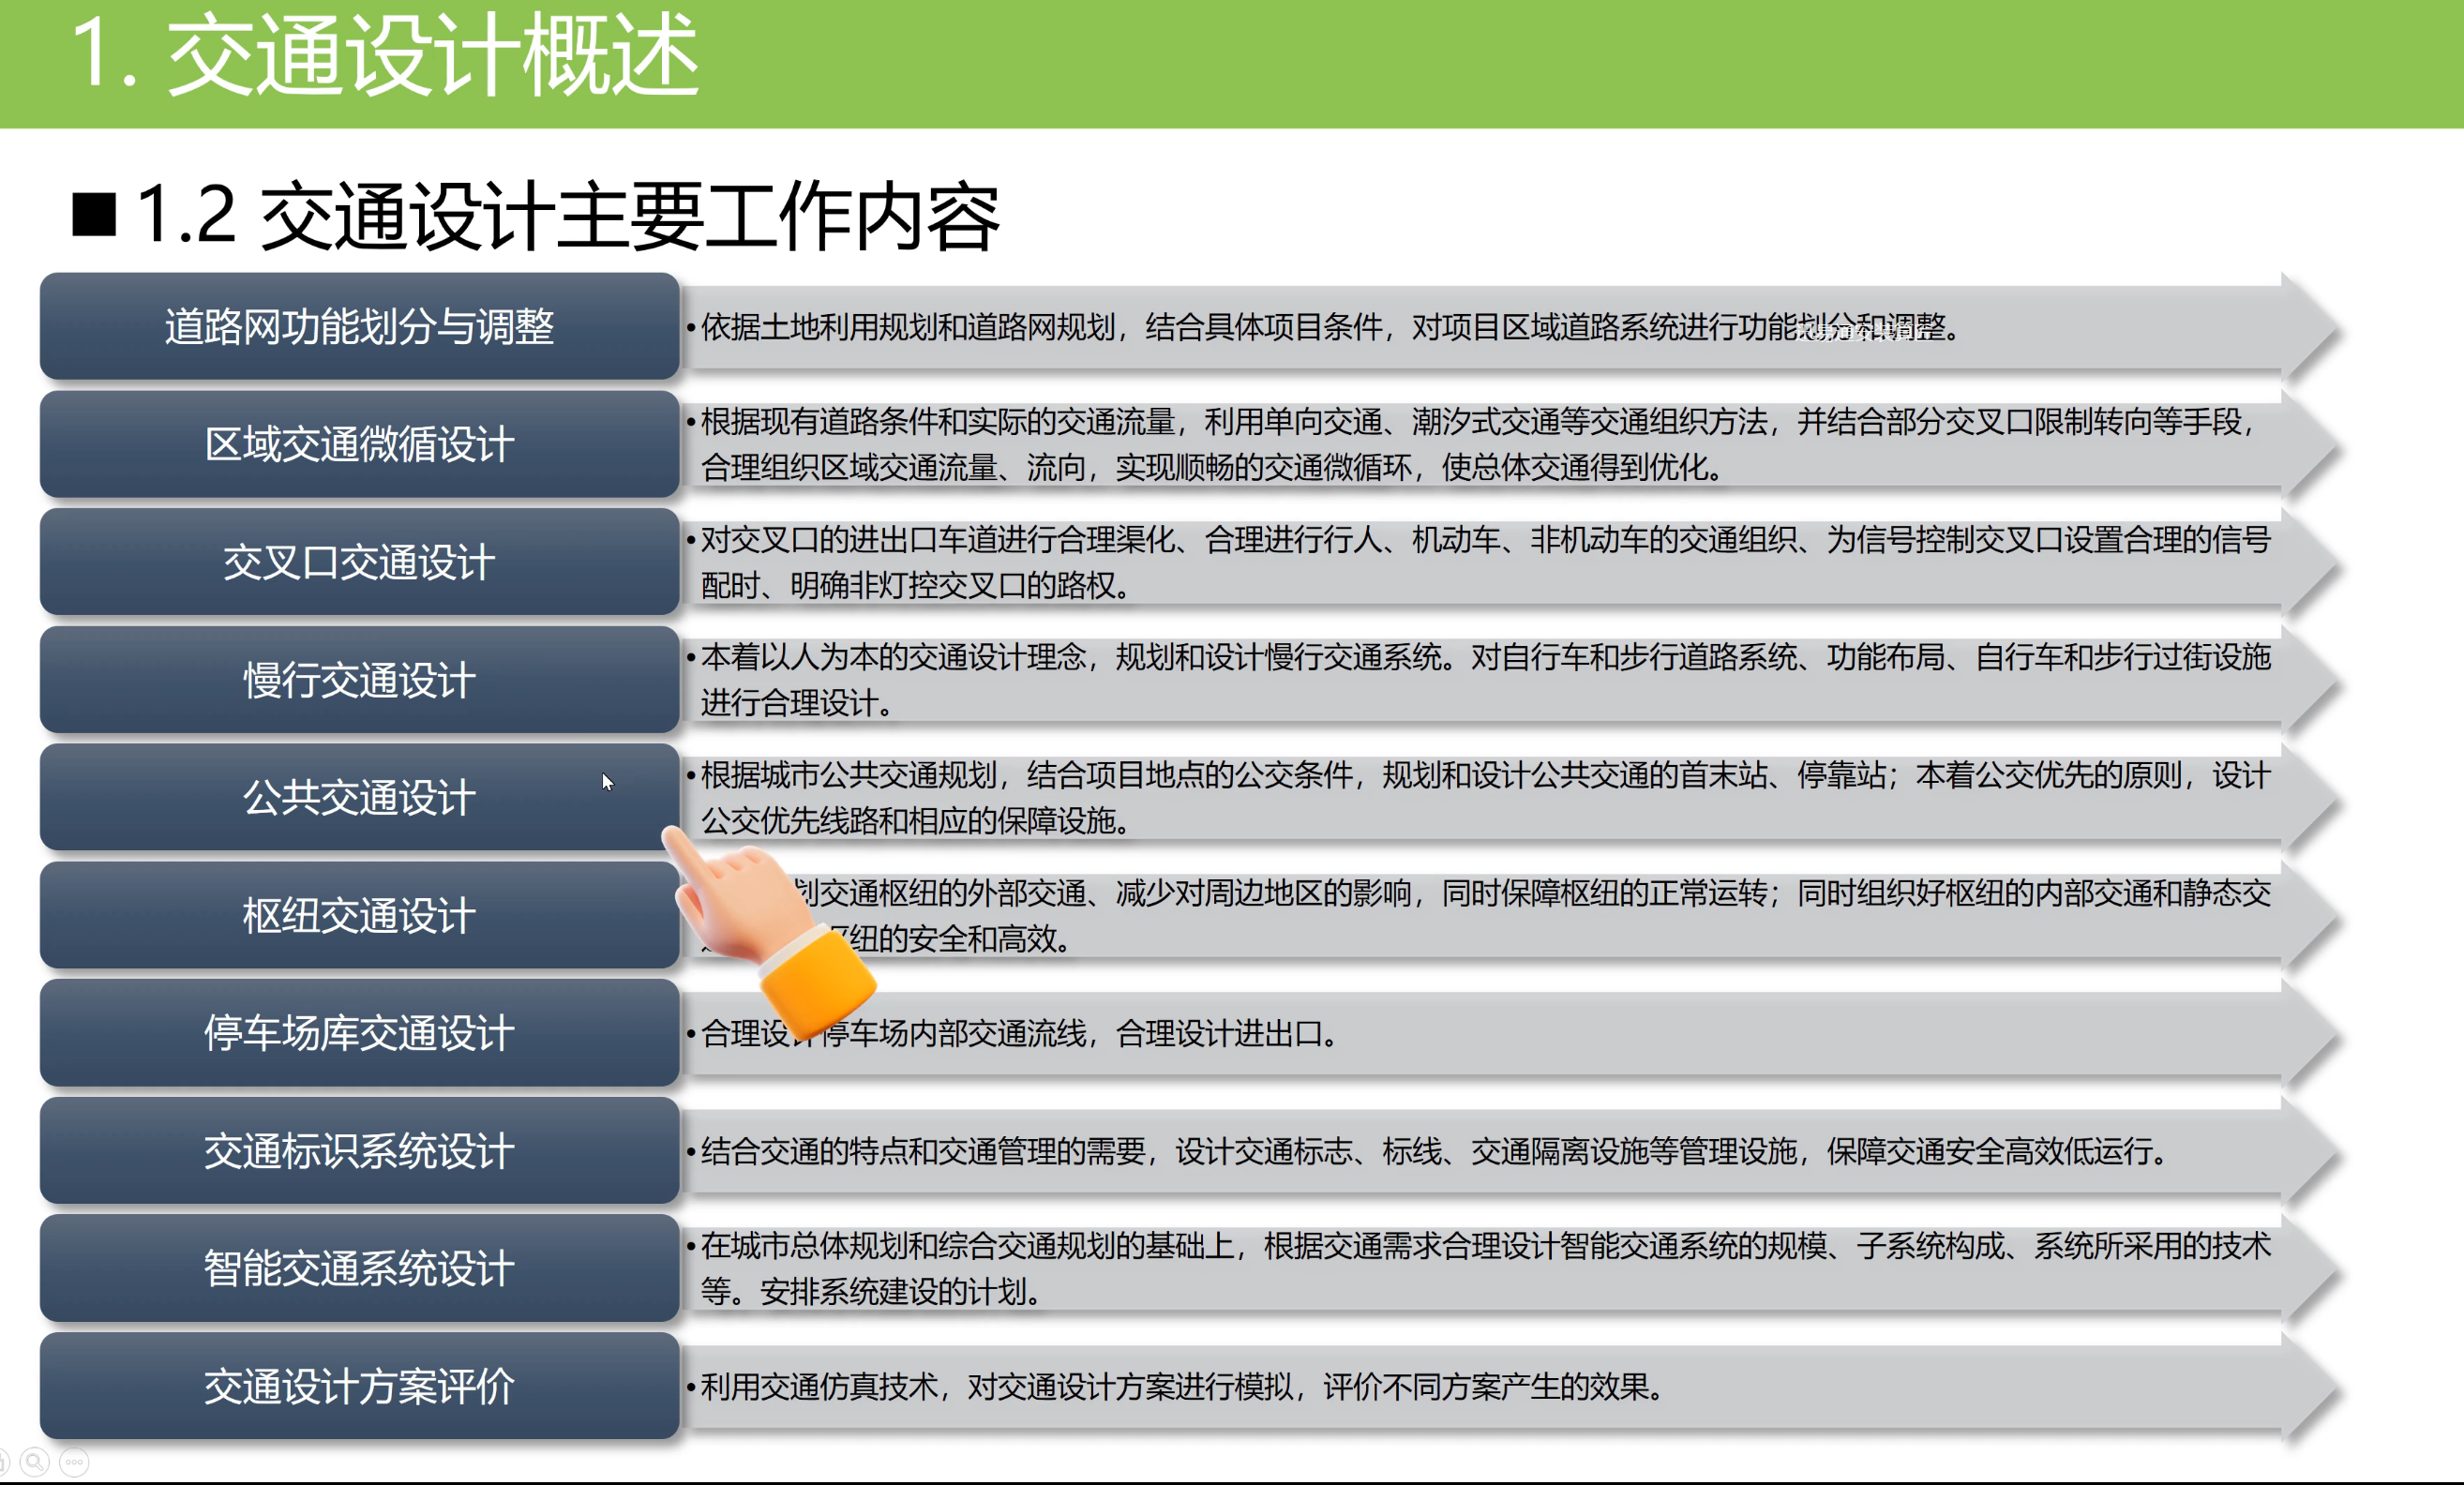 1. 交通设计概述
■ 1.2 交通设计主要工作内容
道路网功能划分与调整
•依据土地利用规划和道路网规划，结合具体项目条件，对项目区域道路系统进行功能划分和调整。
区域交通微循设计
•根据现有道路条件和实际的交通流量，利用单向交通、潮汐式交通等交通组织方法，并结合部分交叉口限制转向等手段，
合理组织区域交通流量、流向，实现顺畅的交通微循环，使总体交通得到优化。
交叉口交通设计
•对交叉口的进出口车道进行合理渠化、合理进行行人、机动车、非机动车的交通组织、为信号控制交叉口设置合理的信号
配时、明确非灯控交叉口的路权。
慢行交通设计
•本着以人为本的交通设计理念，规划和设计慢行交通系统。对自行车和步行道路系统、功能布局、自行车和步行过街设施
进行合理设计。
公共交通设计
•根据城市公共交通规划，结合项目地点的公交条件，规划和设计公共交通的首末站、停靠站；本着公交优先的原则，设计
公交优先线路和相应的保障设施。
枢纽交通设计
划交通枢纽的外部交通、减少对周边地区的影响，同时保障枢纽的正常运转；同时组织好枢纽的内部交通和静态交
枢纽的安全和高效。
停车场库交通设计
•合理设计停车场内部交通流线，合理设计进出口。
交通标识系统设计
•结合交通的特点和交通管理的需要，设计交通标志、标线、交通隔离设施等管理设施，保障交通安全高效低运行。
智能交通系统设计
•在城市总体规划和综合交通规划的基础上，根据交通需求合理设计智能交通系统的规模、子系统构成、系统所采用的技术
等。安排系统建设的计划。
交通设计方案评价
•利用交通仿真技术，对交通设计方案进行模拟，评价不同方案产生的效果。